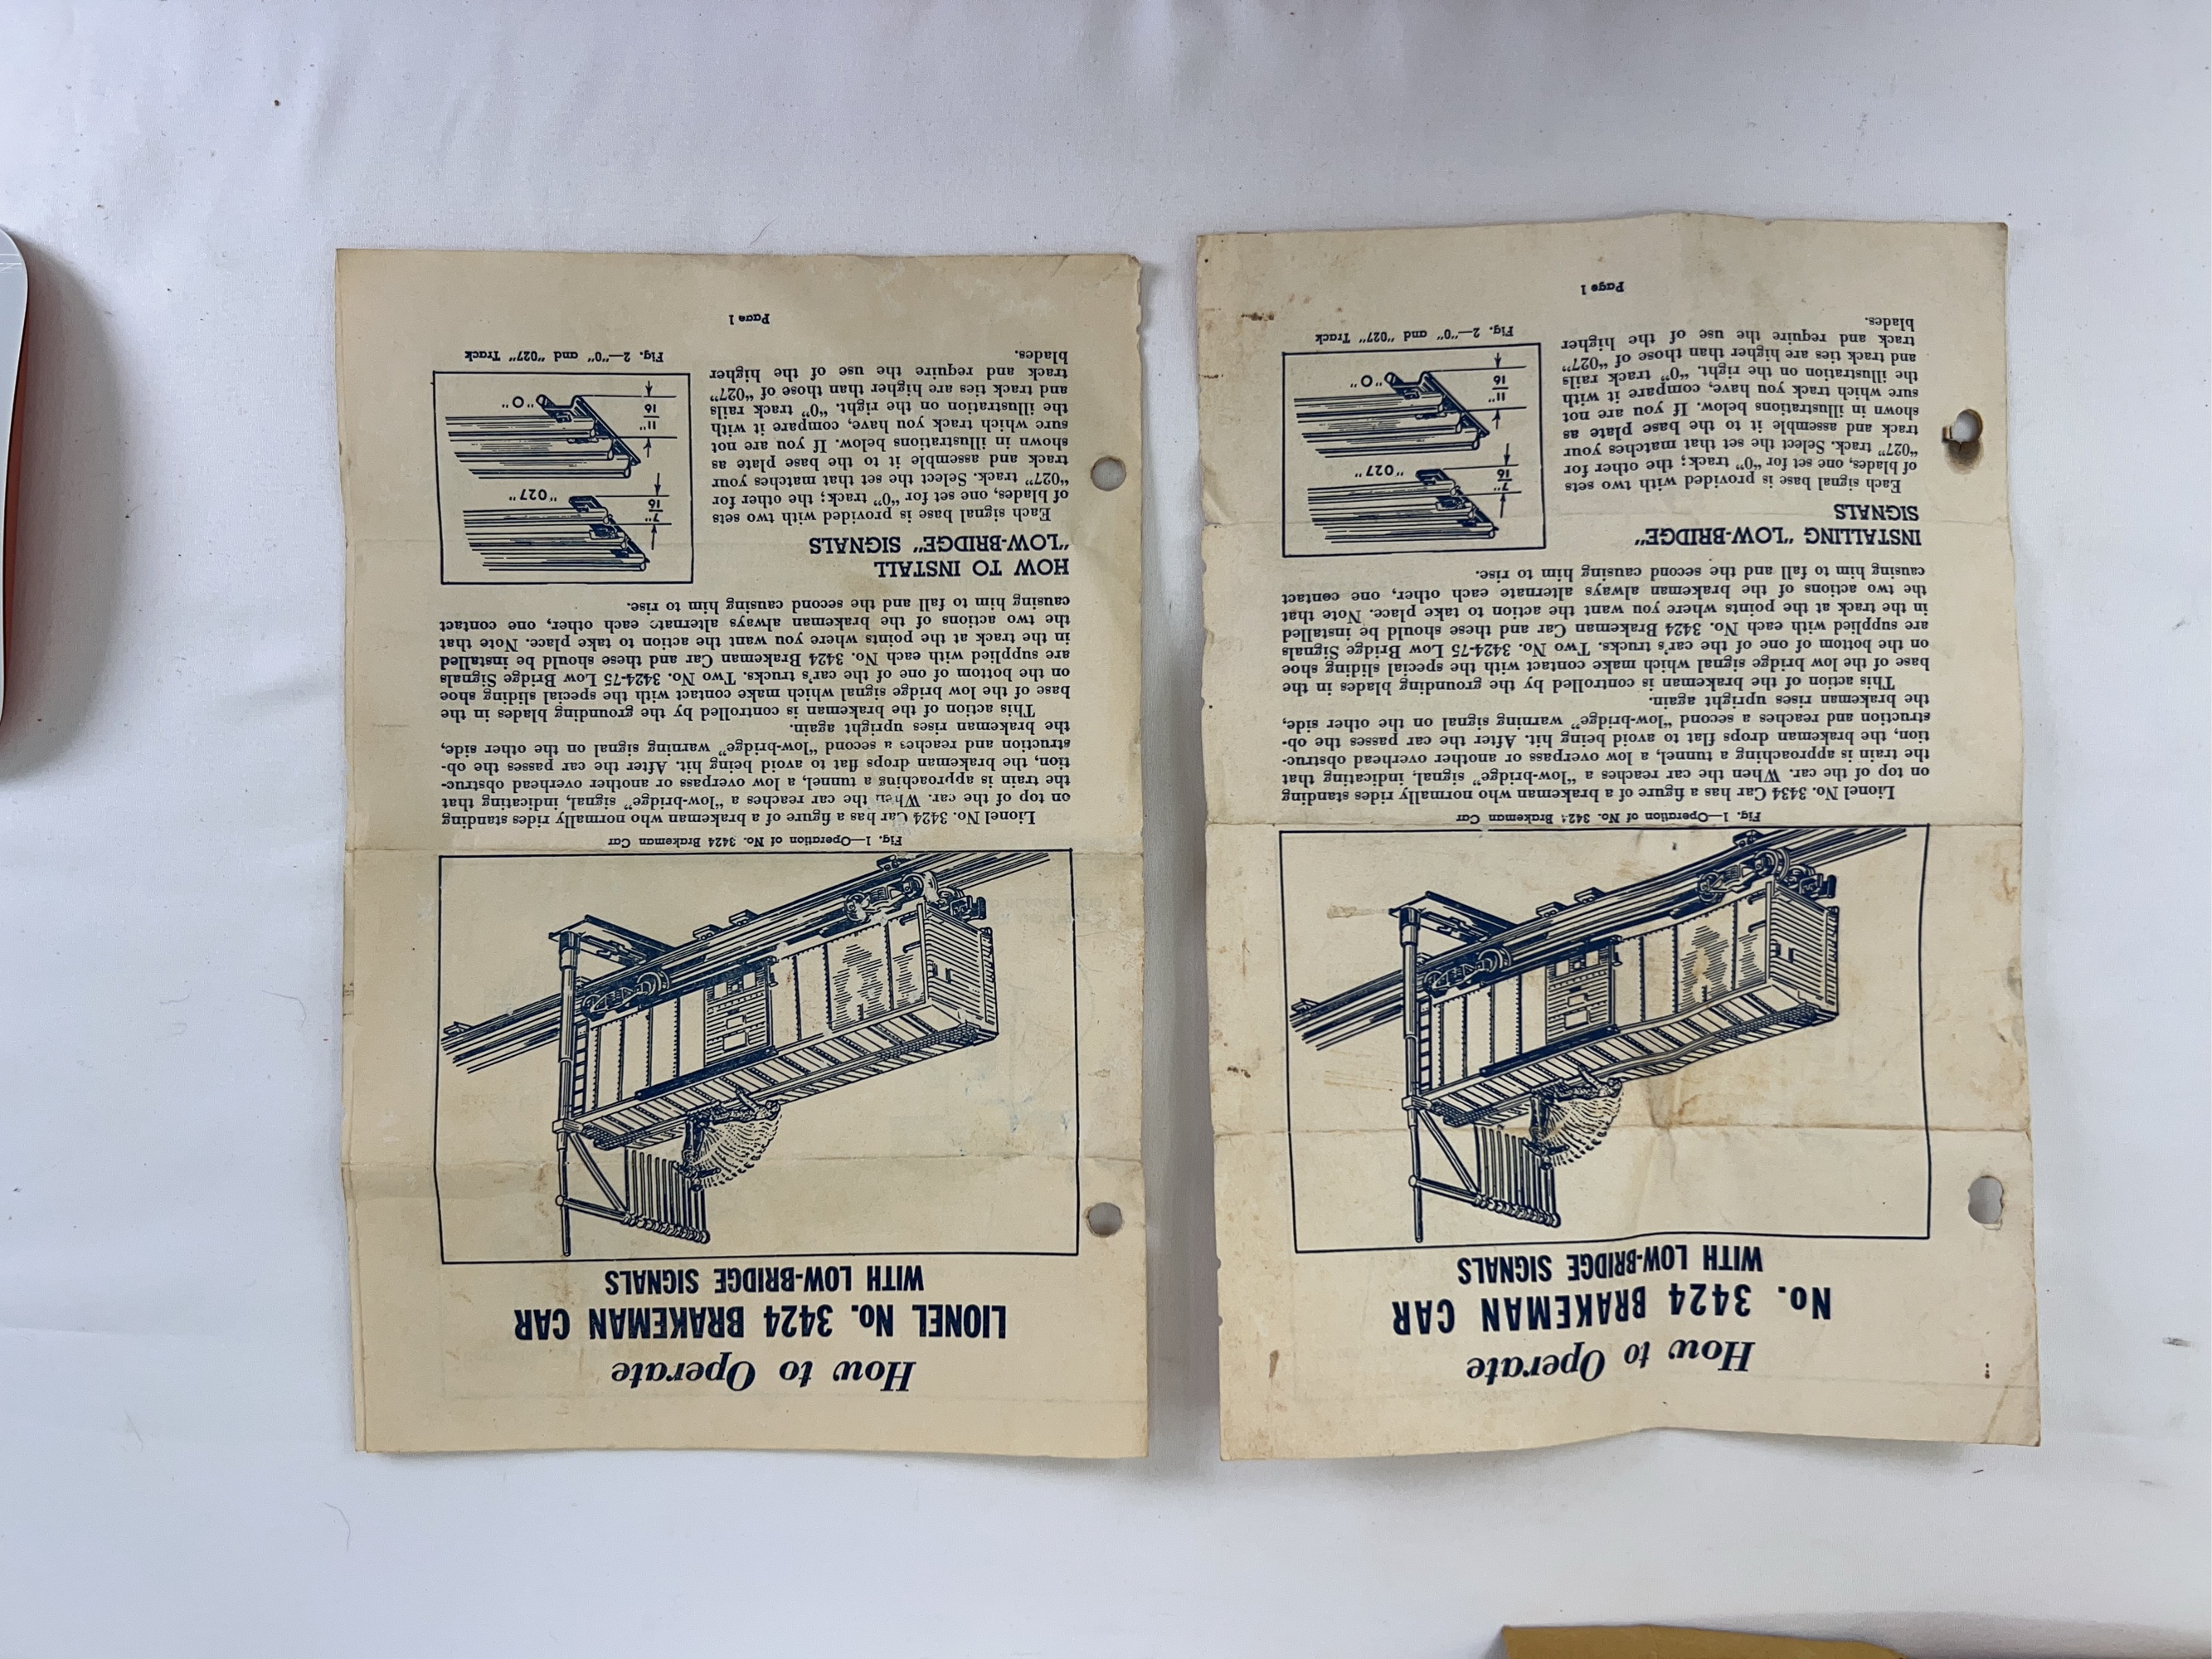 How to Operate
No. 3424 BRAKEMAN CAR
WITH LOW-BRIDGE SIGNALS
Fig. 1—Operation of No. 3424 Brakeman Car
Lionel No. 3434 Car has a figure of a brakeman who normally rides standing
on top of the car. When the car reaches a “low-bridge” signal, indicating that
the train is approaching a tunnel, a low overpass or another overhead obstruc-
tion, the brakeman drops flat to avoid being hit. After the car passes the ob-
struction and reaches a second “low-bridge” warning signal on the other side,
the brakeman rises upright again.
This action of the brakeman is controlled by the grounding blades in the
base of the low bridge signal which make contact with the special sliding shoe
on the bottom of one of the car's trucks. Two No. 3424-75 Low Bridge Signals
are supplied with each No. 3424 Brakeman Car and these should be installed
in the track at the points where you want the action to take place. Note that
the two actions of the brakeman always alternate each other, one contact
causing him to fall and the second causing him to rise.
INSTALLING "LOW-BRIDGE"
SIGNALS
Each signal base is provided with two sets
of blades, one set for “0” track; the other for
“027” track. Select the set that matches your
track and assemble it to the base plate as
shown in illustrations below. If you are not
sure which track you have, compare it with
the illustration on the right. “0” track rails
and track ties are higher than those of “027”
track and require the use of the higher
blades.
7"
16
"027"
11"
16
"O"
Fig. 2—"0" and "027" Track
Page 1
How to Operate
LIONEL No. 3424 BRAKEMAN CAR
WITH LOW-BRIDGE SIGNALS
Fig. 1—Operation of No. 3424 Brakeman Car
Lionel No. 3424 Car has a figure of a brakeman who normally rides standing
on top of the car. When the car reaches a “low-bridge” signal, indicating that
the train is approaching a tunnel, a low overpass or another overhead obstruc-
tion, the brakeman drops flat to avoid being hit. After the car passes the ob-
struction and reaches a second “low-bridge” warning signal on the other side,
the brakeman rises upright again.
This action of the brakeman is controlled by the grounding blades in the
base of the low bridge signal which make contact with the special sliding shoe
on the bottom of one of the car's trucks. Two No. 3424-75 Low Bridge Signals
are supplied with each No. 3424 Brakeman Car and these should be installed
in the track at the points where you want the action to take place. Note that
the two actions of the brakeman always alternate each other, one contact
causing him to fall and the second causing him to rise.
HOW TO INSTALL
"LOW-BRIDGE" SIGNALS
Each signal base is provided with two sets
of blades, one set for “0” track; the other for
“027” track. Select the set that matches your
track and assemble it to the base plate as
shown in illustrations below. If you are not
sure which track you have, compare it with
the illustration on the right. “0” track rails
and track ties are higher than those of “027”
track and require the use of the higher
blades.
7"
16
"027"
11"
16
"O"
Fig. 2—"0" and "027" Track
Page 1